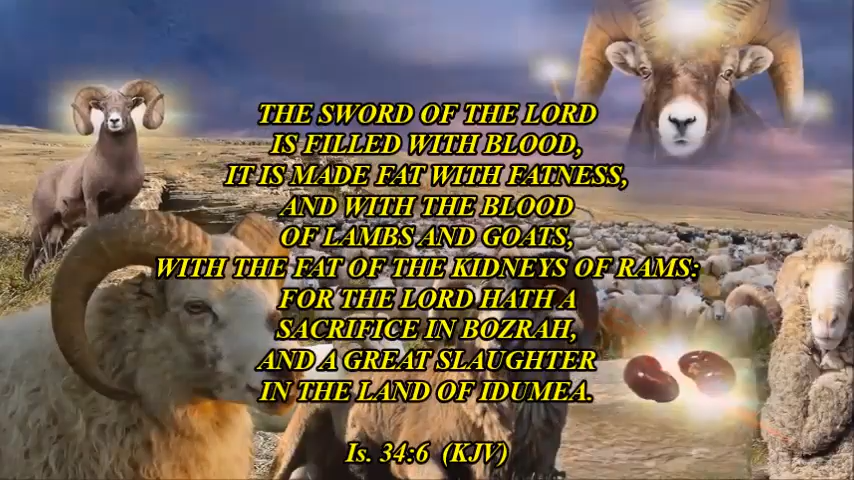 THE SWORD OF THE LORD
IS FILLED WITH BLOOD,
IT IS MADE FAT WITH FATNESS,
AND WITH THE BLOOD
OF LAMBS AND GOATS,
WITH THE FAT OF THE KIDNEYS OF RAMS:
FOR THE LORD HATH A
SACRIFICE IN BOZRAH,
AND A GREAT SLAUGHTER
IN THE LAND OF IDUMEA.
Is. 34:6 (KJV)